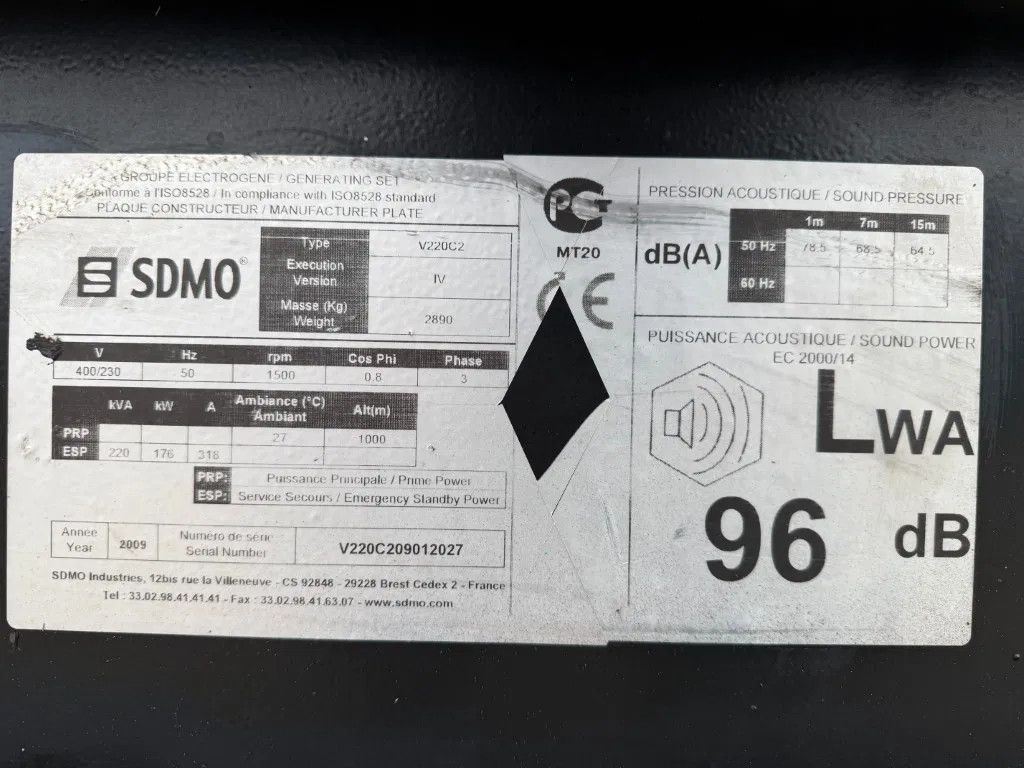 GROUPE ELECTROGENE / GENERATING SET
Conforme à l'ISO8528 / In compliance with ISO8528 standard
PLAQUE CONSTRUCTEUR / MANUFACTURER PLATE
SDMO®
Type V220C2
Execution Version IV
Masse (Kg) Weight 2890
V Hz rpm Cos Phi Phase
400/230 50 1500 0.8 3
kVA kW A Ambiance (°C) Ambiant Alt(m)
PRP 27 1000
ESP 220 176 318
PRP: Puissance Principale / Prime Power
ESP: Service Secours / Emergency Standby Power
Annee Year 2009 Numéro de série Serial Number V220C209012027
SDMO Industries, 12bis rue la Villeneuve - CS 92848 - 29228 Brest Cedex 2 - France
Tel : 33.02.98.41.41.41 - Fax : 33.02.98.41.63.07 - www.sdmo.com
PCT
MT20
CE
PRESSION ACOUSTIQUE / SOUND PRESSURE
dB(A)
1m 7m 15m
50 Hz 78.5 68.5 64.5
60 Hz
PUISSANCE ACOUSTIQUE / SOUND POWER
EC 2000/14
LWA
96 dB